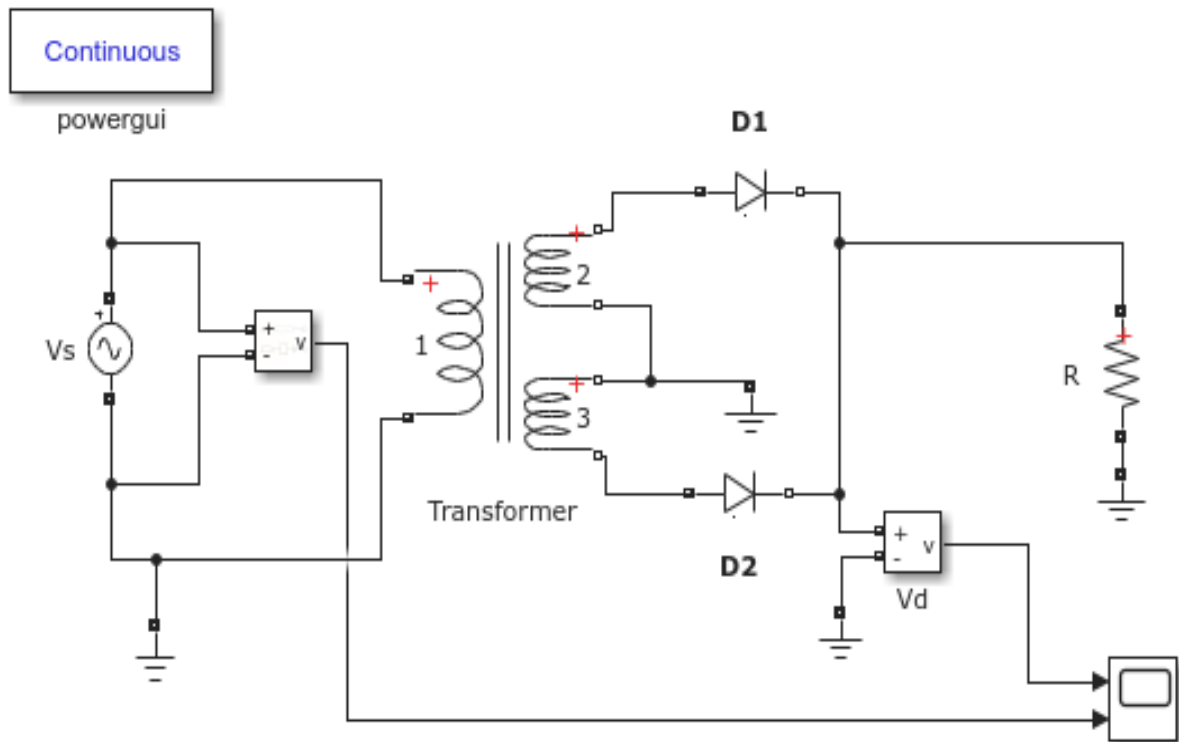 Continuous
powergui
D1
+
2
+
+
Vs
+
-
v
1
+
R
+
3
Transformer
D2
+
-
v
Vd